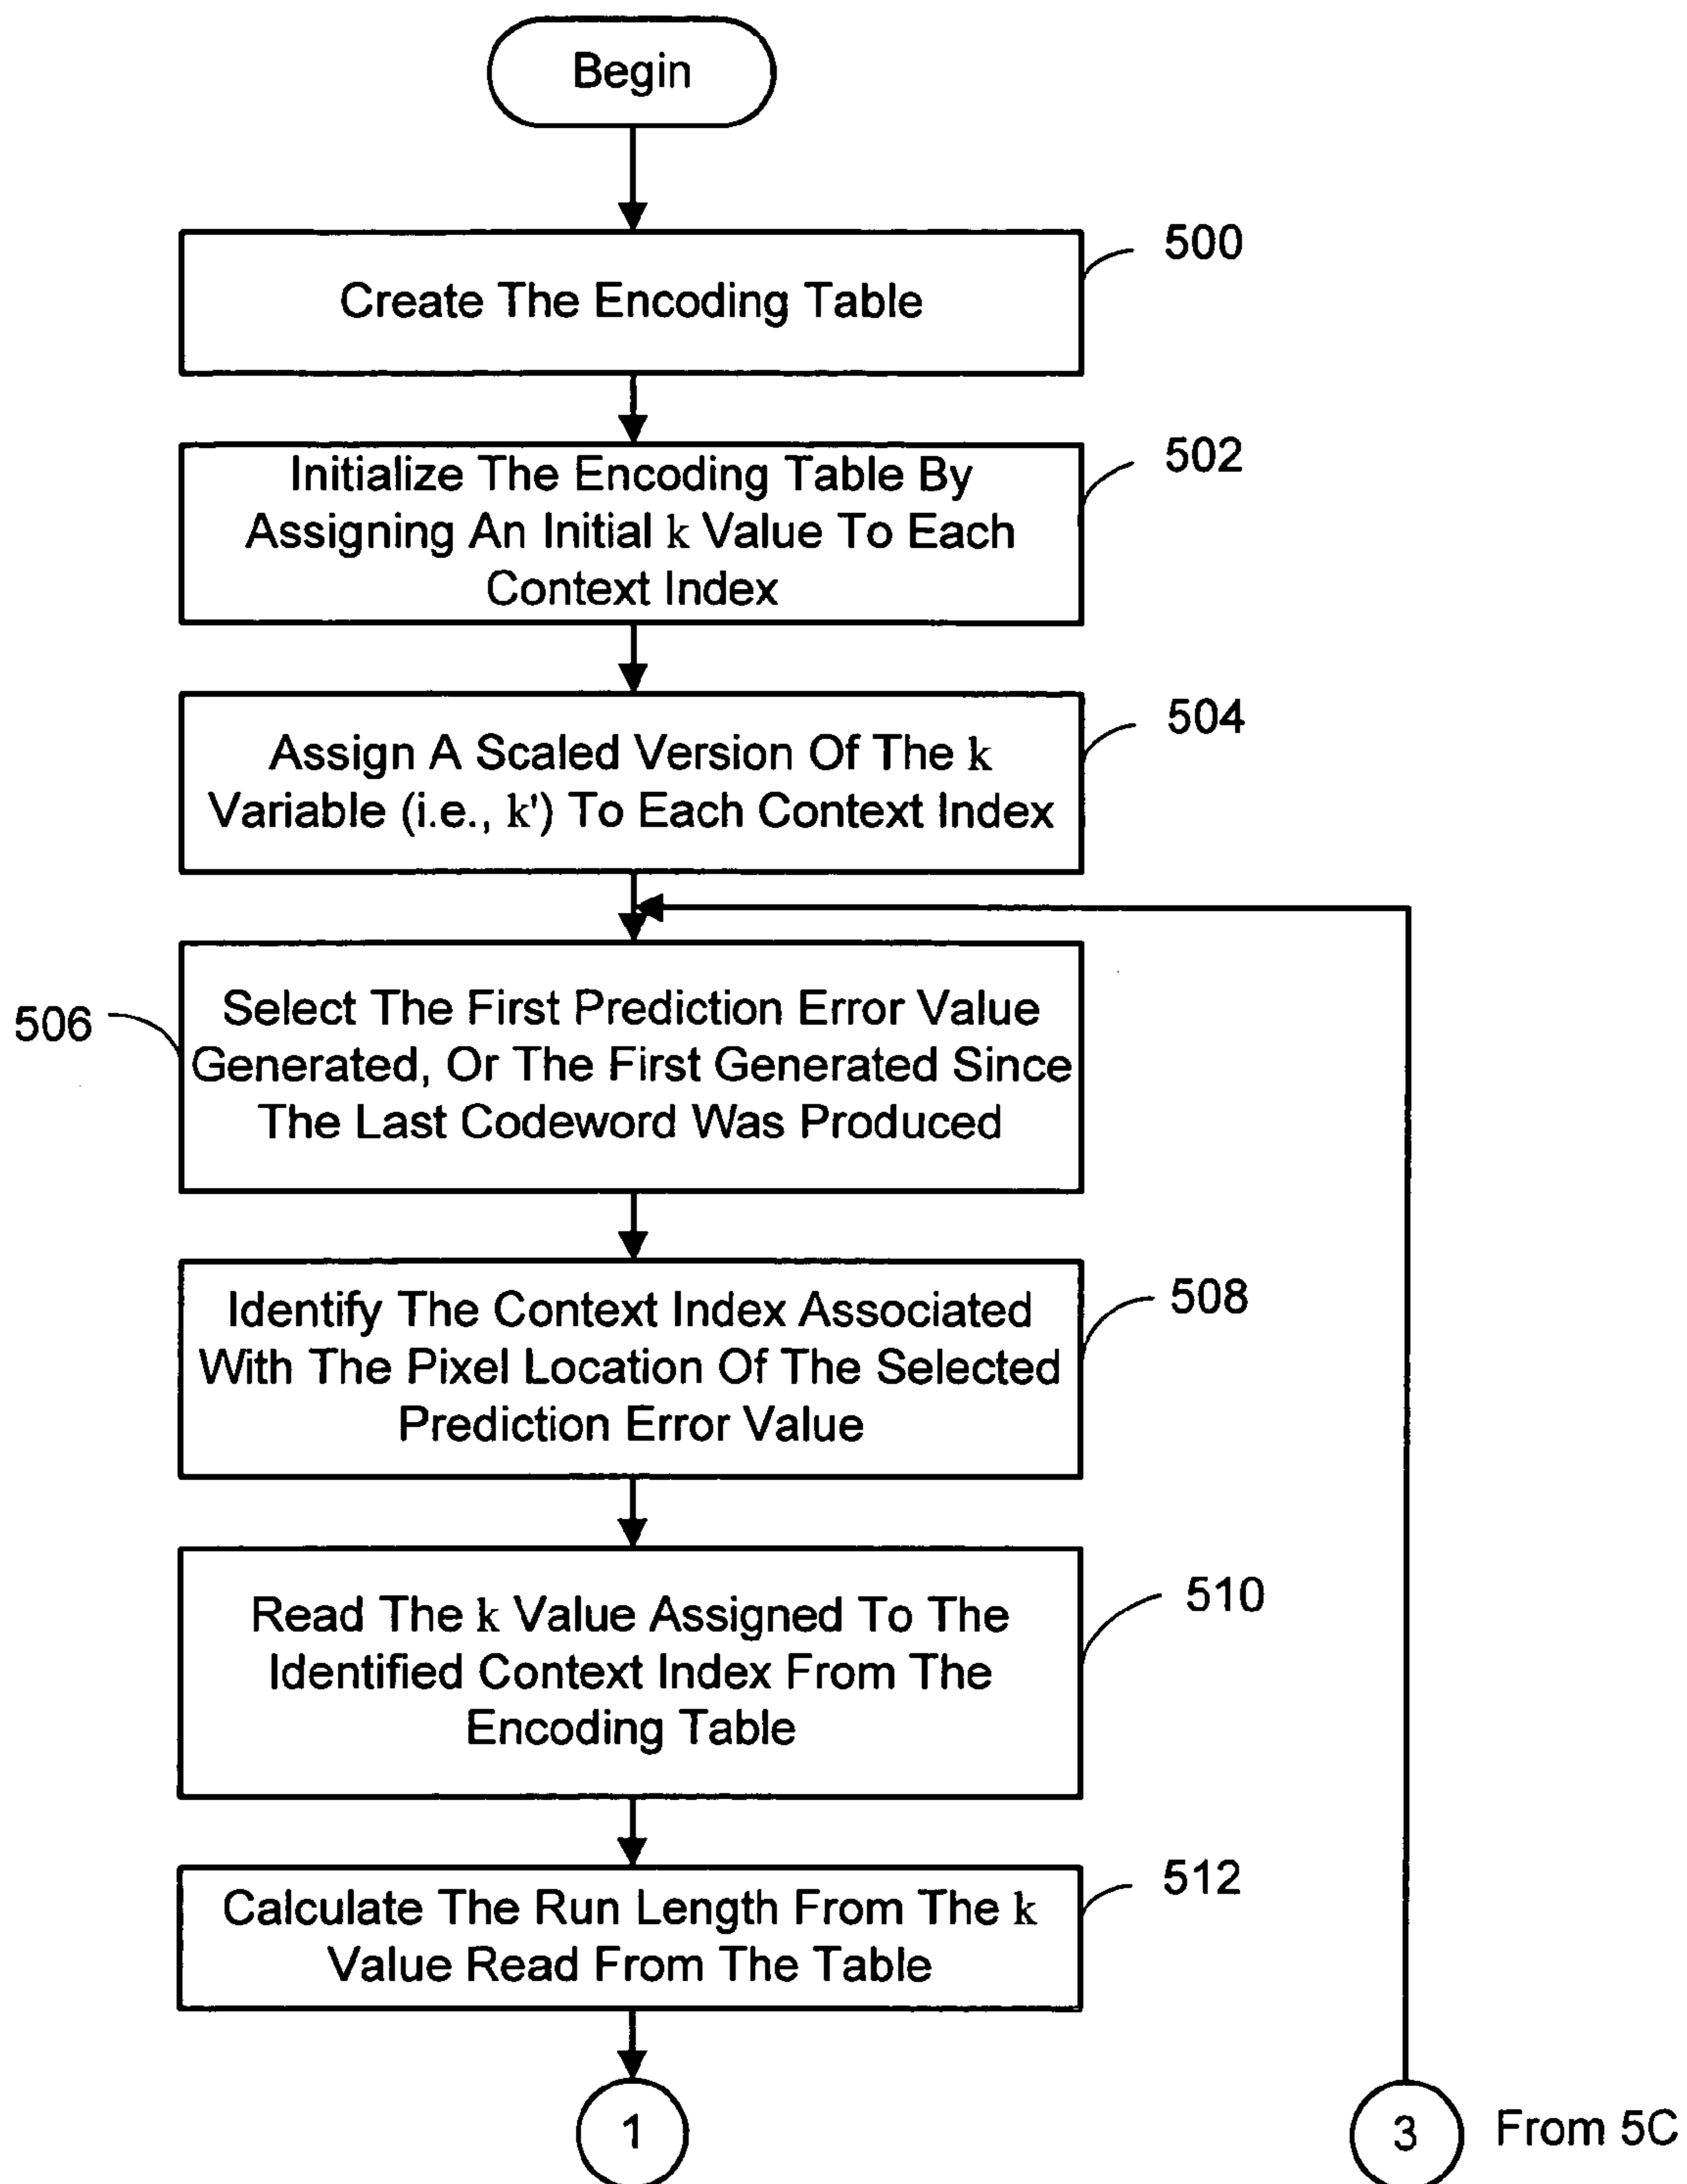 Begin
500
Create The Encoding Table
502
Initialize The Encoding Table By
Assigning An Initial k Value To Each
Context Index
504
Assign A Scaled Version Of The k
Variable (i.e., k') To Each Context Index
506
Select The First Prediction Error Value
Generated, Or The First Generated Since
The Last Codeword Was Produced
508
Identify The Context Index Associated
With The Pixel Location Of The Selected
Prediction Error Value
510
Read The k Value Assigned To The
Identified Context Index From The
Encoding Table
512
Calculate The Run Length From The k
Value Read From The Table
1
3
From 5C